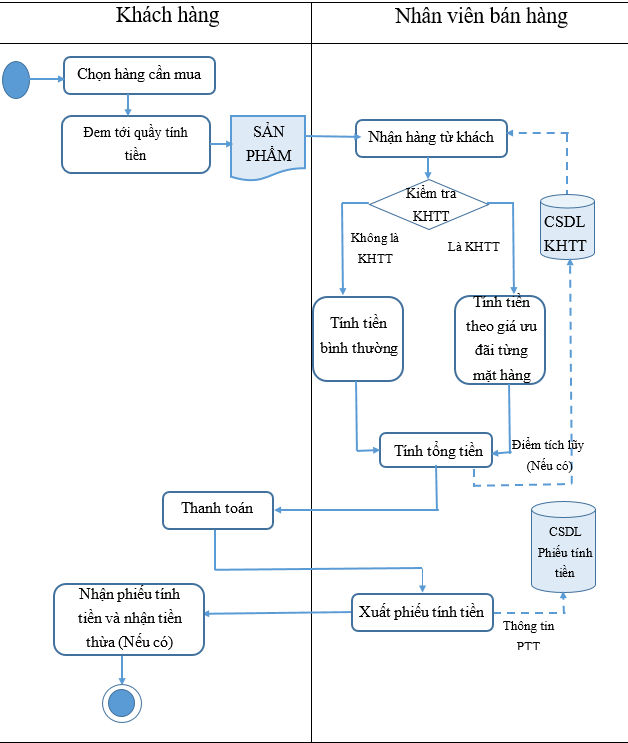 Khách hàng
Nhân viên bán hàng
Chọn hàng cần mua
Đem tới quầy tính
tiền
SẢN
PHẨM
Nhận hàng từ khách
Kiểm tra
KHTT
CSDL
KHTT
Không là
KHTT
Là KHTT
Tính tiền
bình thường
Tính tiền
theo giá ưu
đãi từng
mặt hàng
Tính tổng tiền
Điểm tích lũy
(Nếu có)
Thanh toán
CSDL
Phiếu tính
tiền
Nhận phiếu tính
tiền và nhận tiền
thừa (Nếu có)
Xuất phiếu tính tiền
Thông tin
PTT